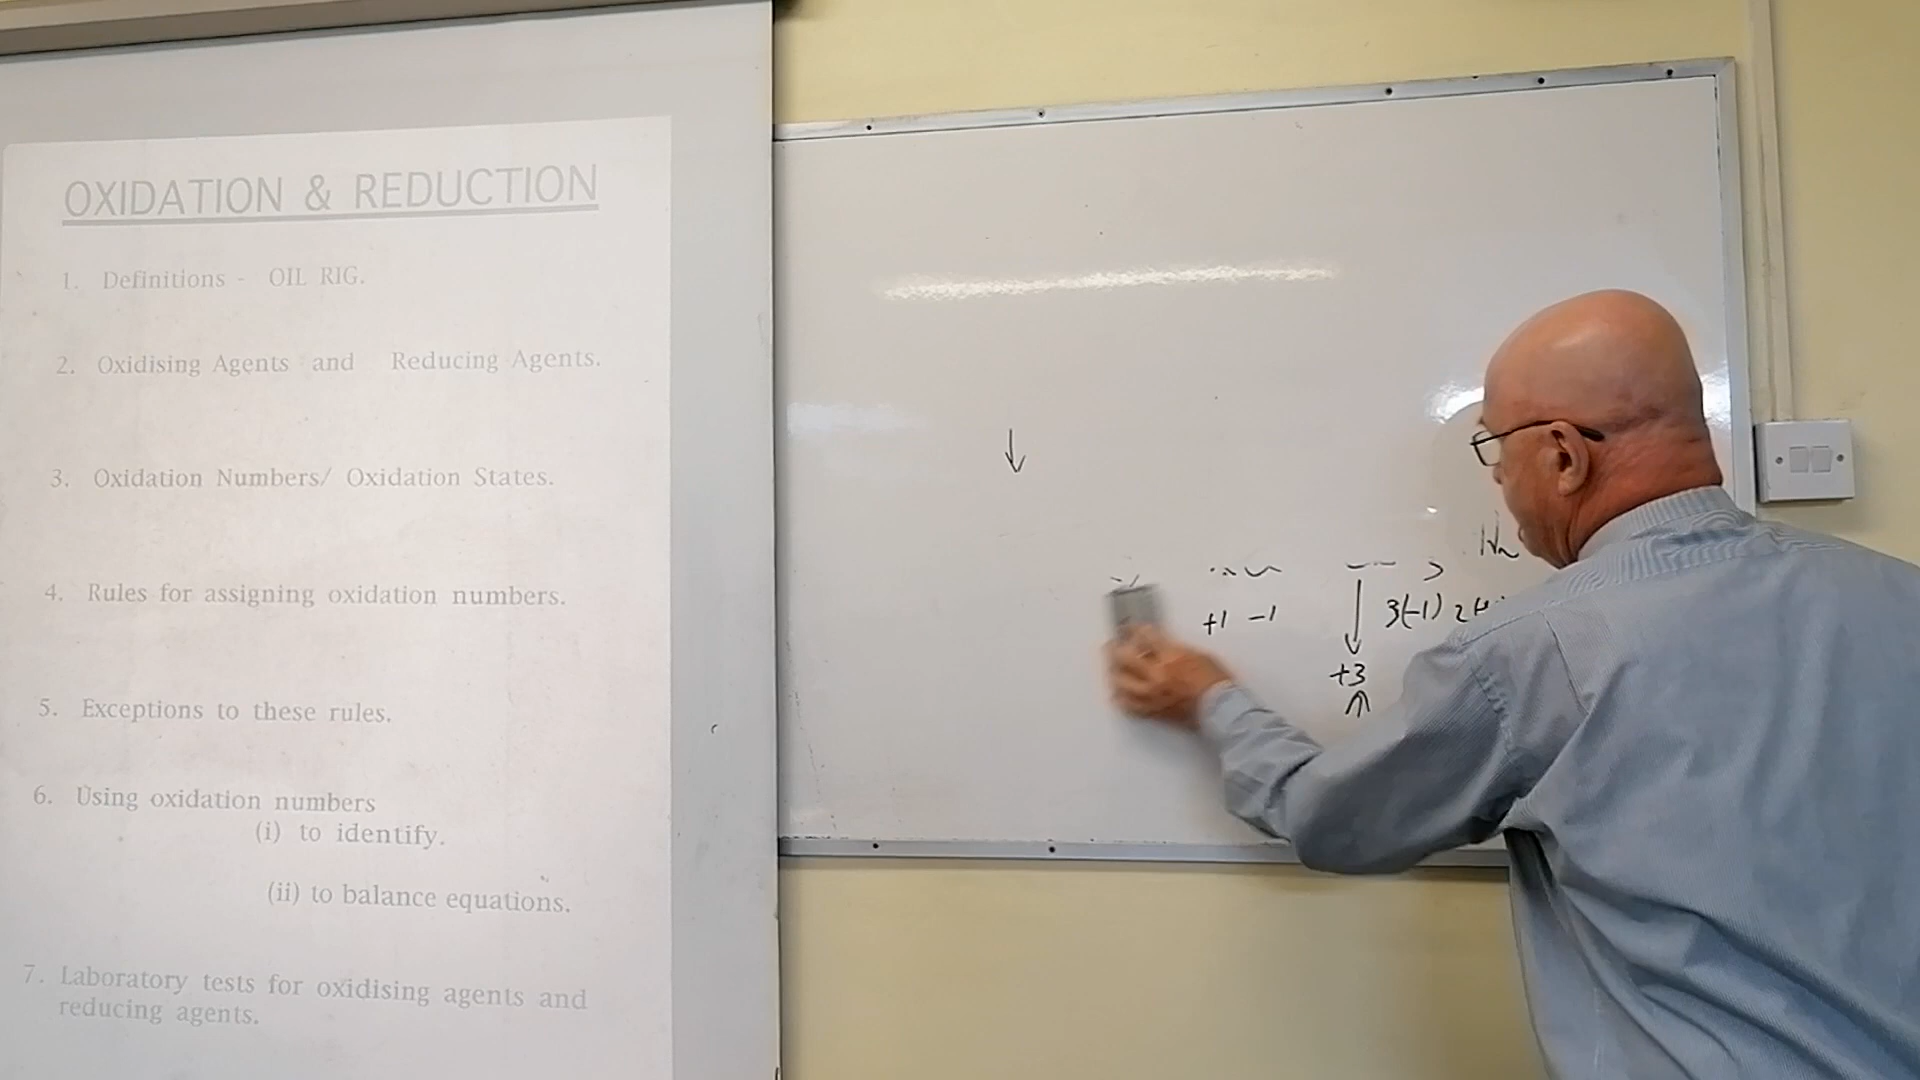 OXIDATION & REDUCTION
1. Definitions - OIL RIG.
2. Oxidising Agents and Reducing Agents.
3. Oxidation Numbers/ Oxidation States.
4. Rules for assigning oxidation numbers.
5. Exceptions to these rules.
6. Using oxidation numbers
(i) to identify.
(ii) to balance equations.
7. Laboratory tests for oxidising agents and
reducing agents.
+1 -1 3(-1)
+3